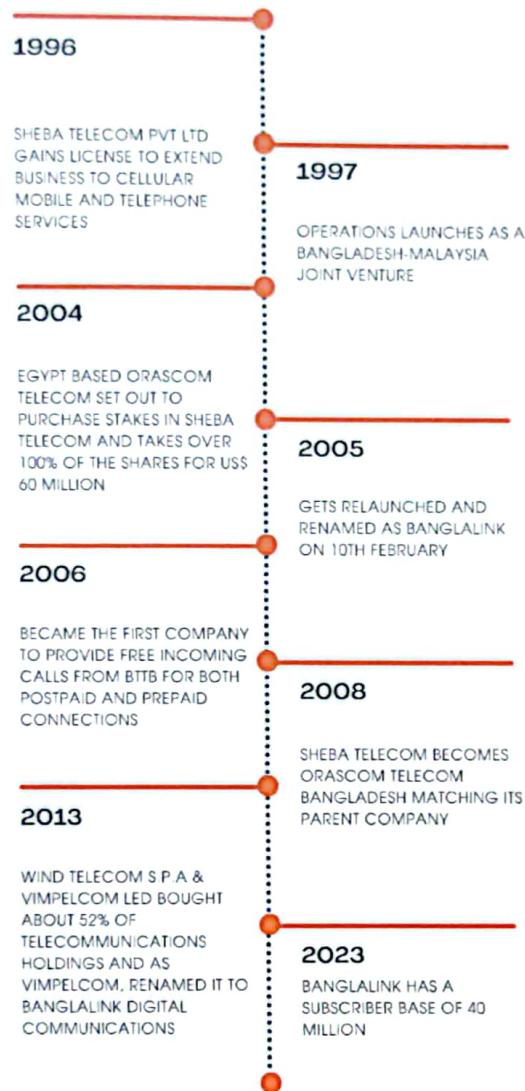 1996
SHEBA TELECOM PVT LTD
GAINS LICENSE TO EXTEND
BUSINESS TO CELLULAR
MOBILE AND TELEPHONE
SERVICES
1997
OPERATIONS LAUNCHES AS A
BANGLADESH-MALAYSIA
JOINT VENTURE
2004
EGYPT BASED ORASCOM
TELECOM SET OUT TO
PURCHASE STAKES IN SHEBA
TELECOM AND TAKES OVER
100% OF THE SHARES FOR US$
60 MILLION
2005
GETS RELAUNCHED AND
RENAMED AS BANGLALINK
ON 10TH FEBRUARY
2006
BECAME THE FIRST COMPANY
TO PROVIDE FREE INCOMING
CALLS FROM BTTB FOR BOTH
POSTPAID AND PREPAID
CONNECTIONS
2008
SHEBA TELECOM BECOMES
ORASCOM TELECOM
BANGLADESH MATCHING ITS
PARENT COMPANY
2013
WIND TELECOM S P.A &
VIMPELCOM LED BOUGHT
ABOUT 52% OF
TELECOMMUNICATIONS
HOLDINGS AND AS
VIMPELCOM, RENAMED IT TO
BANGLALINK DIGITAL
COMMUNICATIONS
2023
BANGLALINK HAS A
SUBSCRIBER BASE OF 40
MILLION